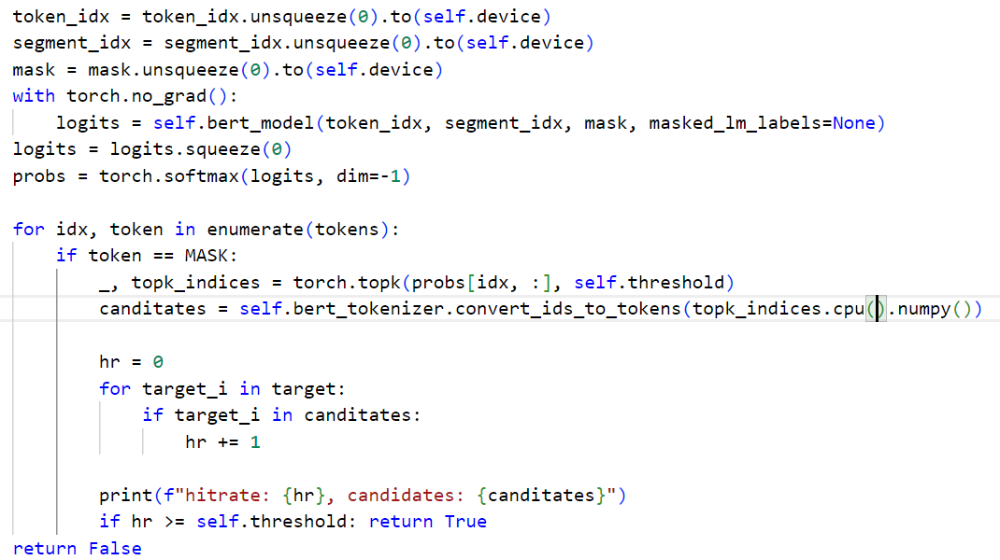 token_idx = token_idx.unsqueeze(0).to(self.device)
segment_idx = segment_idx.unsqueeze(0).to(self.device)
mask = mask.unsqueeze(0).to(self.device)
with torch.no_grad():
    logits = self.bert_model(token_idx, segment_idx, mask, masked_lm_labels=None)
logits = logits.squeeze(0)
probs = torch.softmax(logits, dim=-1)

for idx, token in enumerate(tokens):
    if token == MASK:
        _, topk_indices = torch.topk(probs[idx, :], self.threshold)
        canditates = self.bert_tokenizer.convert_ids_to_tokens(topk_indices.cpu().numpy())

        hr = 0
        for target_i in target:
            if target_i in canditates:
                hr += 1

        print(f"hitrate: {hr}, candidates: {canditates}")
        if hr >= self.threshold: return True
return False